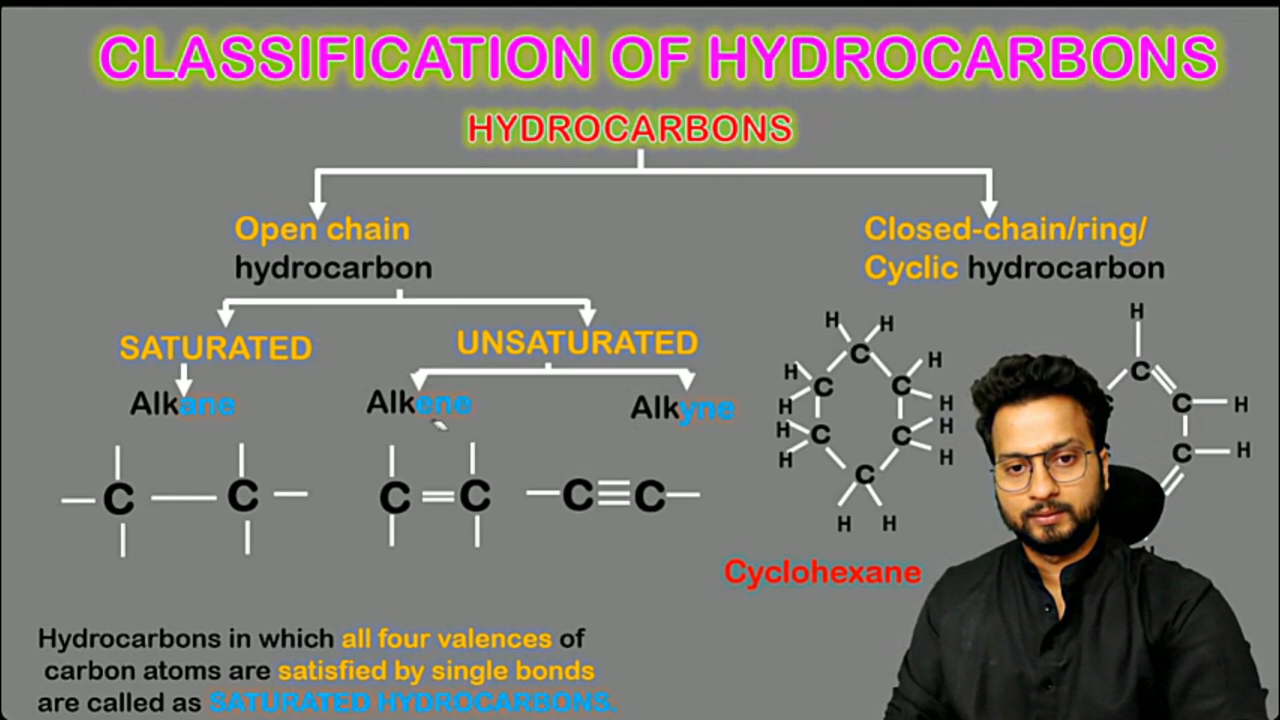 CLASSIFICATION OF HYDROCARBONS
HYDROCARBONS
Open chain
hydrocarbon
Closed-chain/ring/
Cyclic hydrocarbon
SATURATED
UNSATURATED
Alkane
Alkene
Alkyne
C C
C=C
C≡C
H H
C
H H
C C
H H
H H
C C
H H
C
H H
H
C
C H
C H
Cyclohexane
Hydrocarbons in which all four valences of
carbon atoms are satisfied by single bonds
are called as SATURATED HYDROCARBONS.